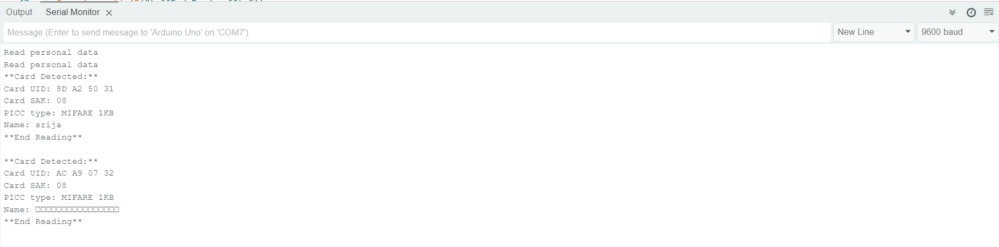 Output Serial Monitor
Message (Enter to send message to 'Arduino Uno' on 'COM7') New Line 9600 baud
Read personal data
Read personal data
**Card Detected:**
Card UID: 8D A2 50 31
Card SAK: 08
PICC type: MIFARE 1KB
Name: srija
**End Reading**
**Card Detected:**
Card UID: AC A9 07 32
Card SAK: 08
PICC type: MIFARE 1KB
Name: □□□□□□□□□□□□□□□□
**End Reading**